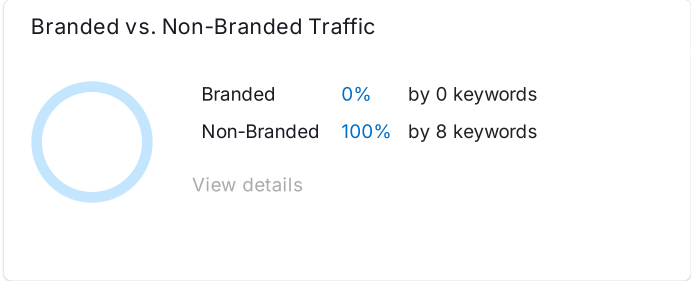 Branded vs. Non-Branded Traffic
Branded 0% by 0 keywords
Non-Branded 100% by 8 keywords
View details